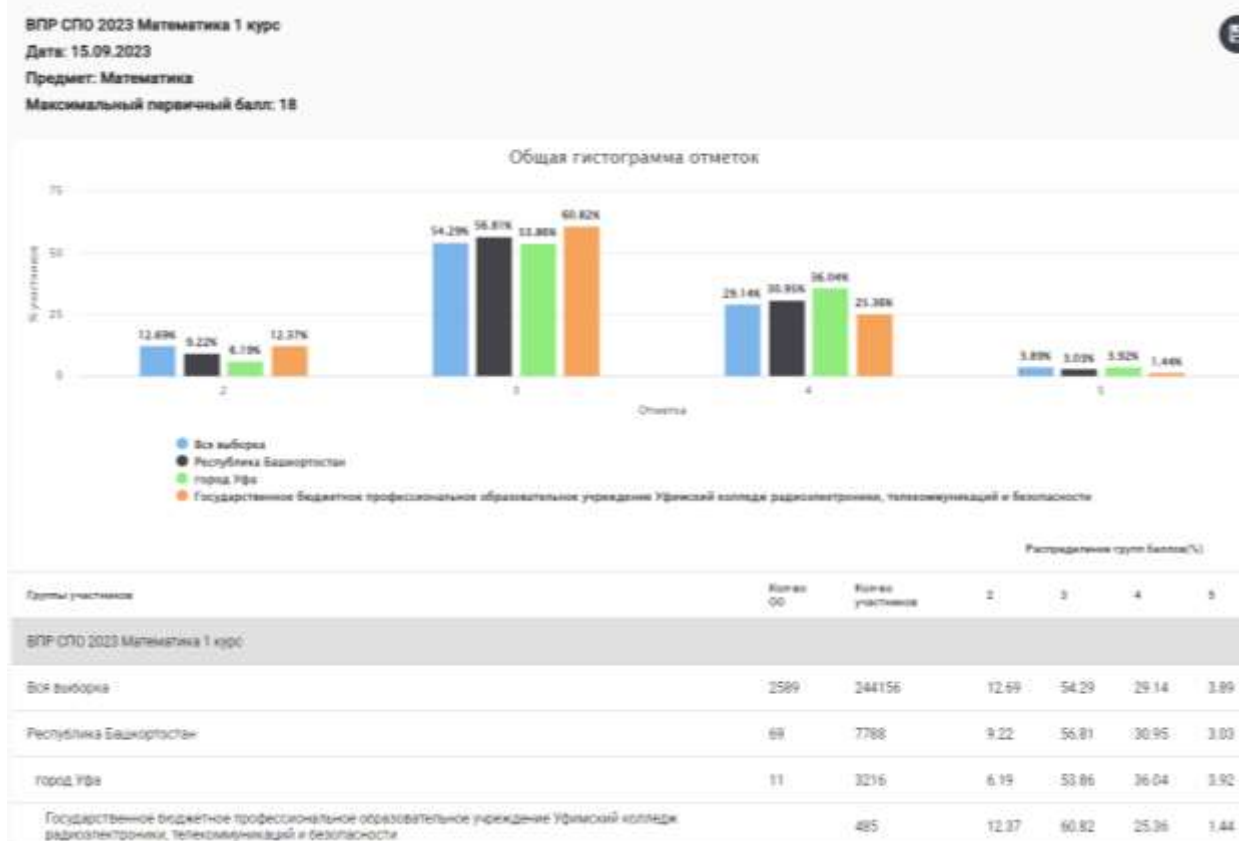 ВПР СПО 2023 Математика 1 курс
Дата: 15.09.2023
Предмет: Математика
Максимальный первичный балл: 18
Общая гистограмма отметок
75
50
25
0
% участников
12.69% 9.22% 6.19% 12.37%
54.29% 56.81% 53.86% 60.82%
29.14% 30.95% 36.04% 25.36%
3.89% 3.03% 3.92% 1.44%
2 3 4 5
Отметка
Вся выборка
Республика Башкортостан
город Уфа
Государственное бюджетное профессиональное образовательное учреждение Уфимский колледж радиоэлектроники, телекоммуникаций и безопасности
Распределение групп баллов(%)
Группы участников Кол-во ОО Кол-во участников 2 3 4 5
ВПР СПО 2023 Математика 1 курс
Вся выборка 2589 244156 12.69 54.29 29.14 3.89
Республика Башкортостан 69 7788 9.22 56.81 30.95 3.03
город Уфа 11 3216 6.19 53.86 36.04 3.92
Государственное бюджетное профессиональное образовательное учреждение Уфимский колледж
радиоэлектроники, телекоммуникаций и безопасности 485 12.37 60.82 25.36 1.44